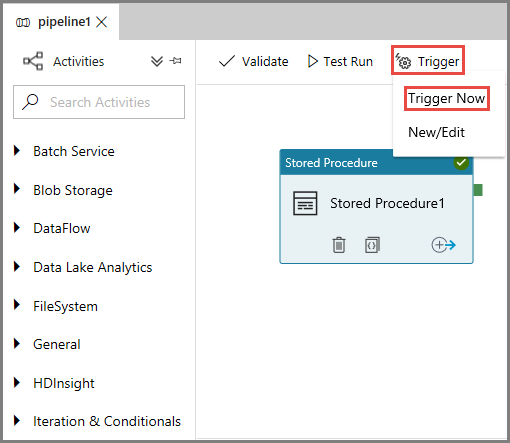 pipeline1
Activities
Validate
Test Run
Trigger
Search Activities
Trigger Now
New/Edit
Batch Service
Blob Storage
DataFlow
Data Lake Analytics
FileSystem
General
HDInsight
Iteration & Conditionals
Stored Procedure
Stored Procedure1